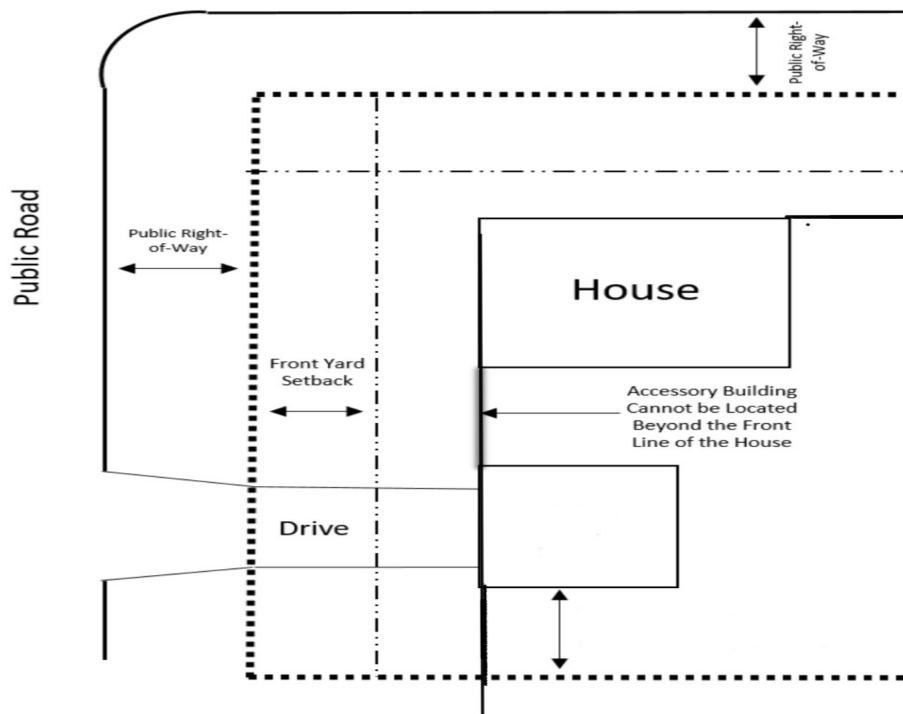 Public Right-
of-Way
Public Road
Public Right-
of-Way
House
Front Yard
Setback
Accessory Building
Cannot be Located
Beyond the Front
Line of the House
Drive